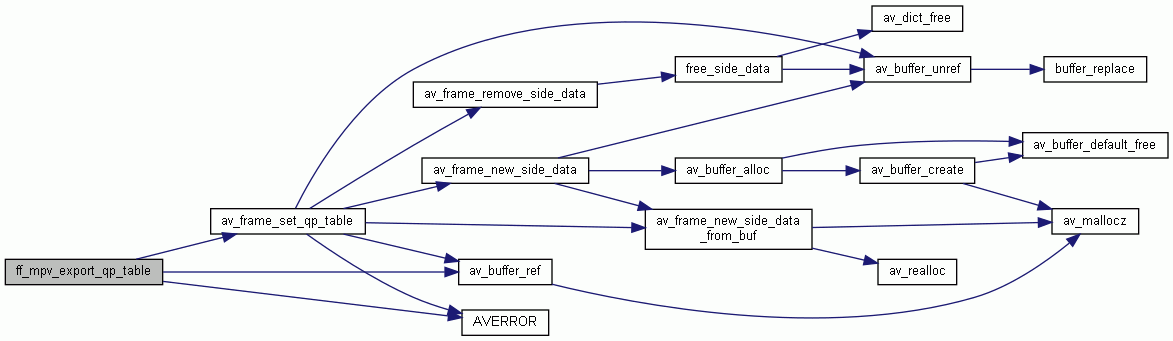 av_dict_free
free_side_data
av_buffer_unref
buffer_replace
av_frame_remove_side_data
av_buffer_default_free
av_frame_new_side_data
av_buffer_alloc
av_buffer_create
av_frame_set_qp_table
av_frame_new_side_data
_from_buf
av_mallocz
ff_mpv_export_qp_table
av_buffer_ref
av_realloc
AVERROR